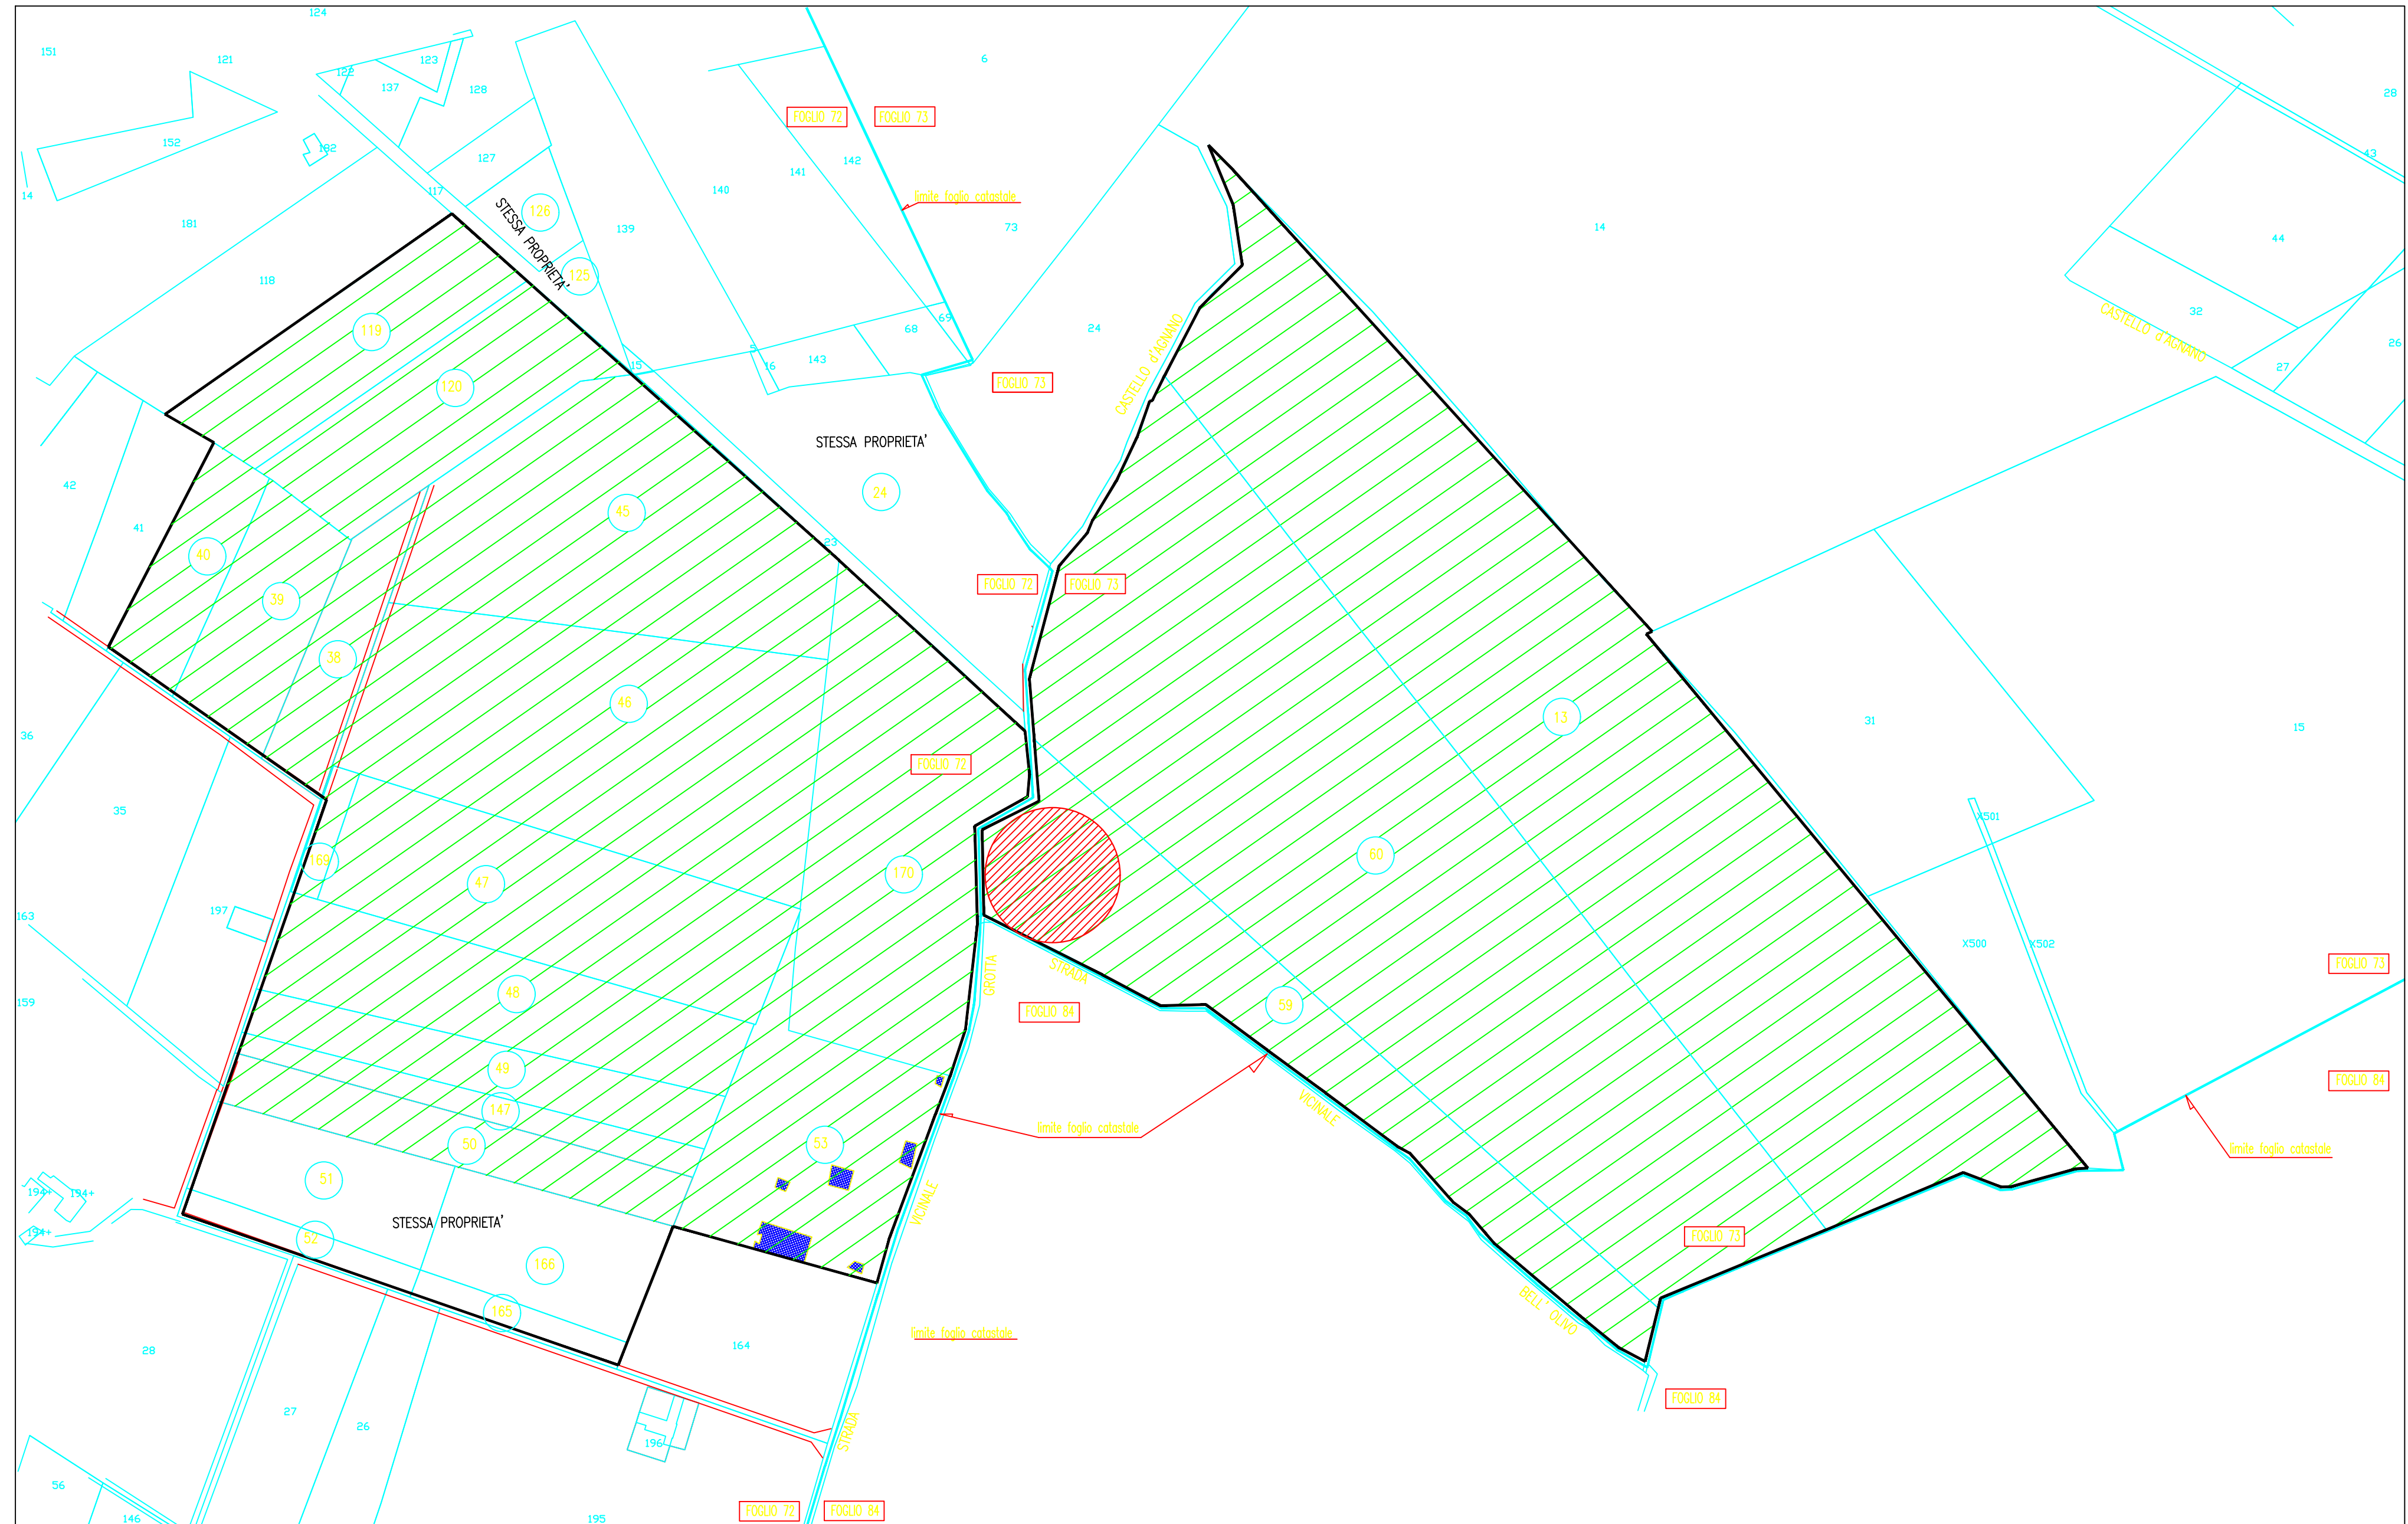 124
151
121
122
123
6
137
128
28
FOGLIO 72
FOGLIO 73
152
182
127
142
43
141
117
140
14
STESSA PROPRIETA'
126
limite foglio catastale
181
139
73
14
44
125
118
32
CASTELLO d'AGNANO
69
68
24
119
CASTELLO d'AGNANO
26
5
143
15
16
27
FOGLIO 73
120
STESSA PROPRIETA'
42
24
45
41
23
40
FOGLIO 72
FOGLIO 73
39
38
46
13
31
15
36
FOGLIO 72
35
X501
169
60
47
170
197
163
X500
X502
GROTTA
STRADA
FOGLIO 73
48
159
59
FOGLIO 84
49
FOGLIO 84
147
VICINALE
limite foglio catastale
50
53
limite foglio catastale
51
194+
194+
VICINALE
STESSA PROPRIETA'
194+
52
FOGLIO 73
166
BELL' OLIVO
165
limite foglio catastale
164
28
FOGLIO 84
27
26
STRADA
196
56
FOGLIO 72
FOGLIO 84
146
195